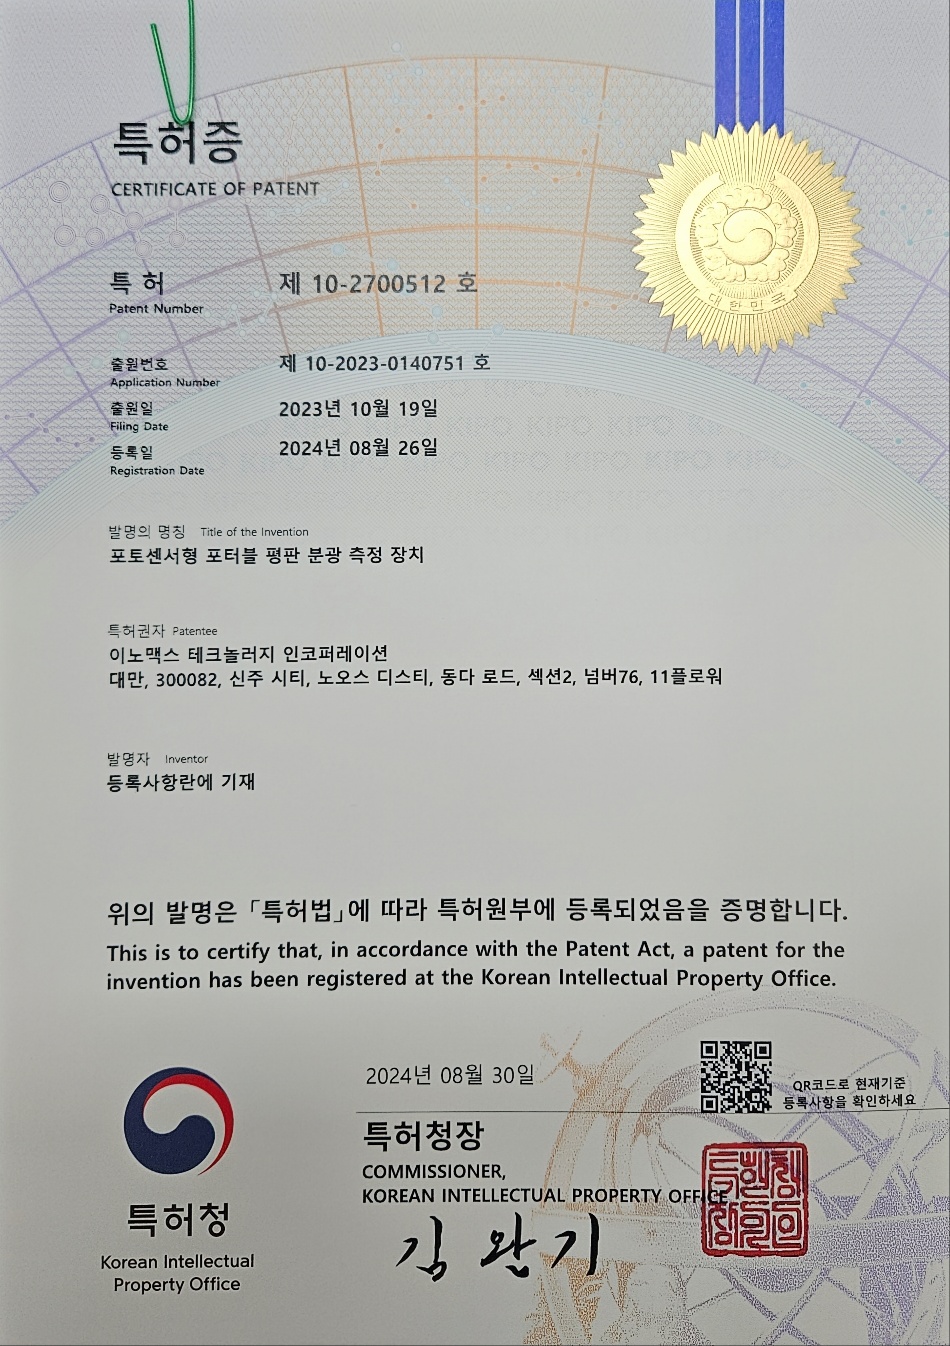 특허증
CERTIFICATE OF PATENT
특 허 제 10-2700512 호
Patent Number
출원번호 제 10-2023-0140751 호
Application Number
출원일 2023년 10월 19일
Filing Date
등록일 2024년 08월 26일
Registration Date
발명의 명칭 Title of the Invention
포토센서형 포터블 평판 분광 측정 장치
특허권자 Patentee
이노맥스 테크놀러지 인코퍼레이션
대만, 300082, 신주 시티, 노오스 디스티, 동다 로드, 섹션2, 넘버76, 11플로워
발명자 Inventor
등록사항란에 기재
위의 발명은 「특허법」에 따라 특허원부에 등록되었음을 증명합니다.
This is to certify that, in accordance with the Patent Act, a patent for the
invention has been registered at the Korean Intellectual Property Office.
2024년 08월 30일
QR코드로 현재기준
등록사항을 확인하세요
특허청장
COMMISSIONER,
KOREAN INTELLECTUAL PROPERTY OFFICE
김완기
특허청
Korean Intellectual
Property Office
대한민국